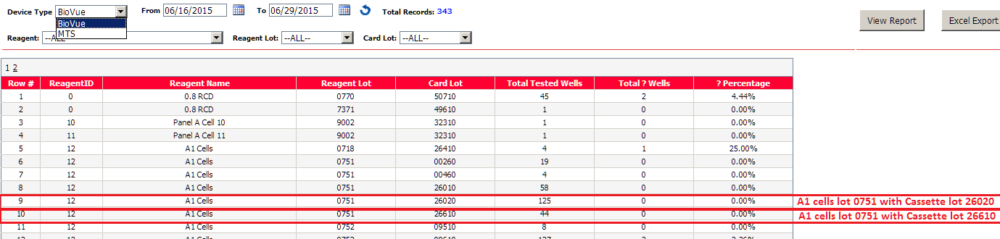 Device Type BioVue From 06/16/2015 To 06/29/2015 Total Records: 343
BioVue
MTS
View Report Excel Export
Reagent: --ALL-- Reagent Lot: --ALL-- Card Lot: --ALL--
1 2
Row # ReagentID Reagent Name Reagent Lot Card Lot Total Tested Wells Total ? Wells ? Percentage
1 0 0.8 RCD 0770 50710 45 2 4.44%
2 0 0.8 RCD 7371 49610 1 0 0.00%
3 10 Panel A Cell 10 9002 32310 1 0 0.00%
4 11 Panel A Cell 11 9002 32310 1 0 0.00%
5 12 A1 Cells 0718 26410 4 1 25.00%
6 12 A1 Cells 0751 00260 19 0 0.00%
7 12 A1 Cells 0751 00460 4 0 0.00%
8 12 A1 Cells 0751 26010 58 0 0.00%
9 12 A1 Cells 0751 26020 125 0 0.00% A1 cells lot 0751 with Cassette lot 26020
10 12 A1 Cells 0751 26610 44 0 0.00% A1 cells lot 0751 with Cassette lot 26610
11 12 A1 Cells 0752 09510 8 0 0.00%
12 12 A1 Cells